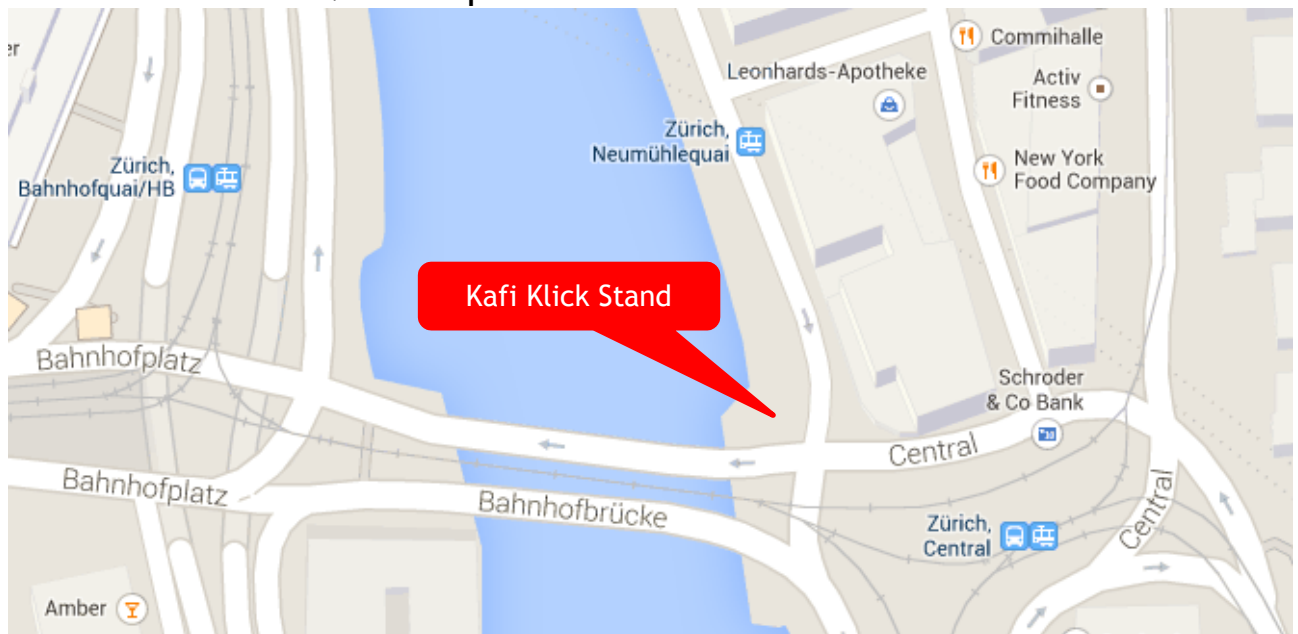 er
Commihalle
Leonhards-Apotheke
Activ
Fitness
Zürich,
Neumühlequai
Zürich,
Bahnhofquai/HB
New York
Food Company
Kafi Klick Stand
Bahnhofplatz
Schroder
& Co Bank
Central
Bahnhofplatz
Bahnhofbrücke
Zürich,
Central
Central
Amber